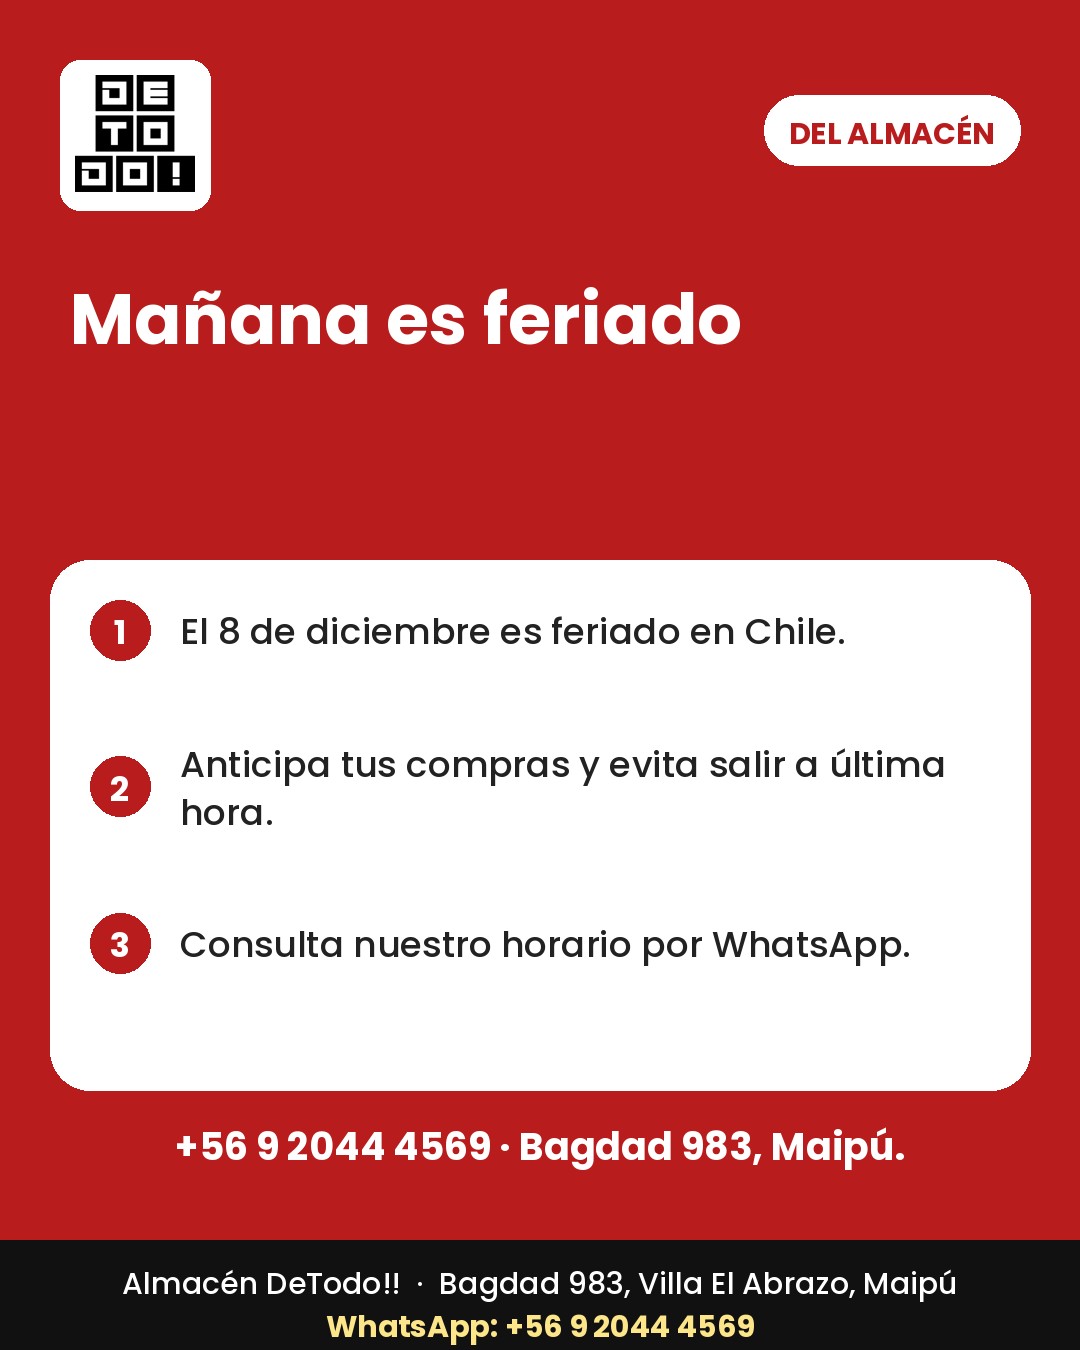 DE
TO
DO!
DEL ALMACÉN
Mañana es feriado
1 El 8 de diciembre es feriado en Chile.
2 Anticipa tus compras y evita salir a última
hora.
3 Consulta nuestro horario por WhatsApp.
+56 9 2044 4569 · Bagdad 983, Maipú.
Almacén DeTodo!! · Bagdad 983, Villa El Abrazo, Maipú
WhatsApp: +56 9 2044 4569